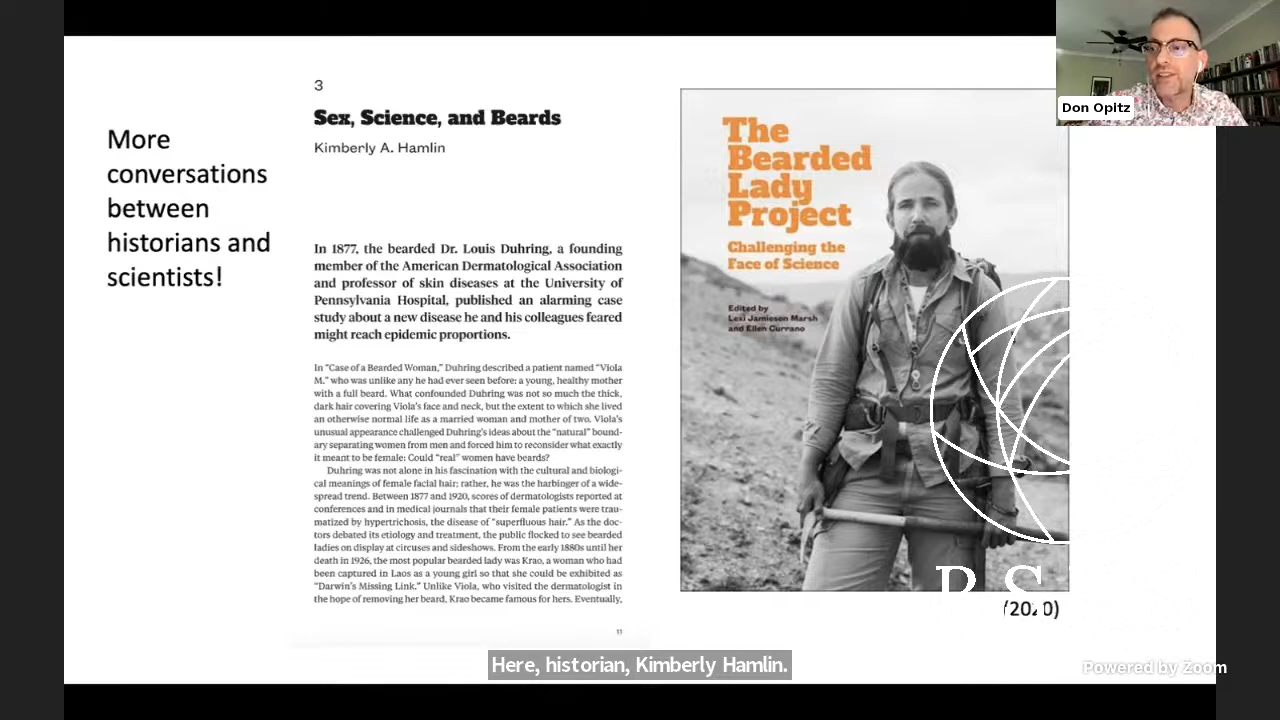 More
conversations
between
historians and
scientists!
3
Sex, Science, and Beards
Kimberly A. Hamlin
In 1877, the bearded Dr. Louis Duhring, a founding
member of the American Dermatological Association
and professor of skin diseases at the University of
Pennsylvania Hospital, published an alarming case
study about a new disease he and his colleagues feared
might reach epidemic proportions.
In “Case of a Bearded Woman,” Duhring described a patient named “Viola
M.” who was unlike any he had ever seen before: a young, healthy mother
with a full beard. What confounded Duhring was not so much the thick,
dark hair covering Viola’s face and neck, but the extent to which she lived
an otherwise normal life as a married woman and mother of two. Viola’s
unusual appearance challenged Duhring’s ideas about the “natural” bound-
ary separating women from men and forced him to reconsider what exactly
it meant to be female: Could “real” women have beards?
Duhring was not alone in his fascination with the cultural and biologi-
cal meanings of female facial hair; rather, he was the harbinger of a wide-
spread trend. Between 1877 and 1920, scores of dermatologists reported at
conferences and in medical journals that their female patients were trau-
matized by hypertrichosis, the disease of “superfluous hair.” As the doc-
tors debated its etiology and treatment, the public flocked to see bearded
ladies on display at circuses and sideshows. From the early 1880s until her
death in 1926, the most popular bearded lady was Krao, a woman who had
been captured in Laos as a young girl so that she could be exhibited as
“Darwin’s Missing Link.” Unlike Viola, who visited the dermatologist in
the hope of removing her beard, Krao became famous for hers. Eventually,
11
The
Bearded
Lady
Project
Challenging the
Face of Science
Edited by
Lexi Jamieson Marsh
and Ellen Currano
(2020)
Don Opitz
Here, historian, Kimberly Hamlin.
Powered by Zoom